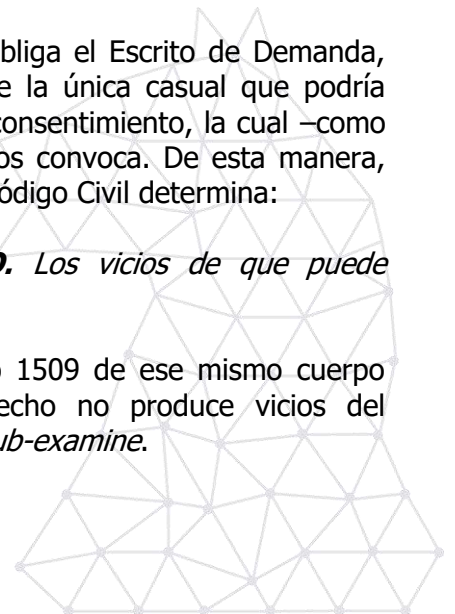 bliga el Escrito de Demanda,
e la única casual que podría
consentimiento, la cual –como
os convoca. De esta manera,
ódigo Civil determina:
. Los vicios de que puede
o 1509 de ese mismo cuerpo
echo no produce vicios del
ub-examine.